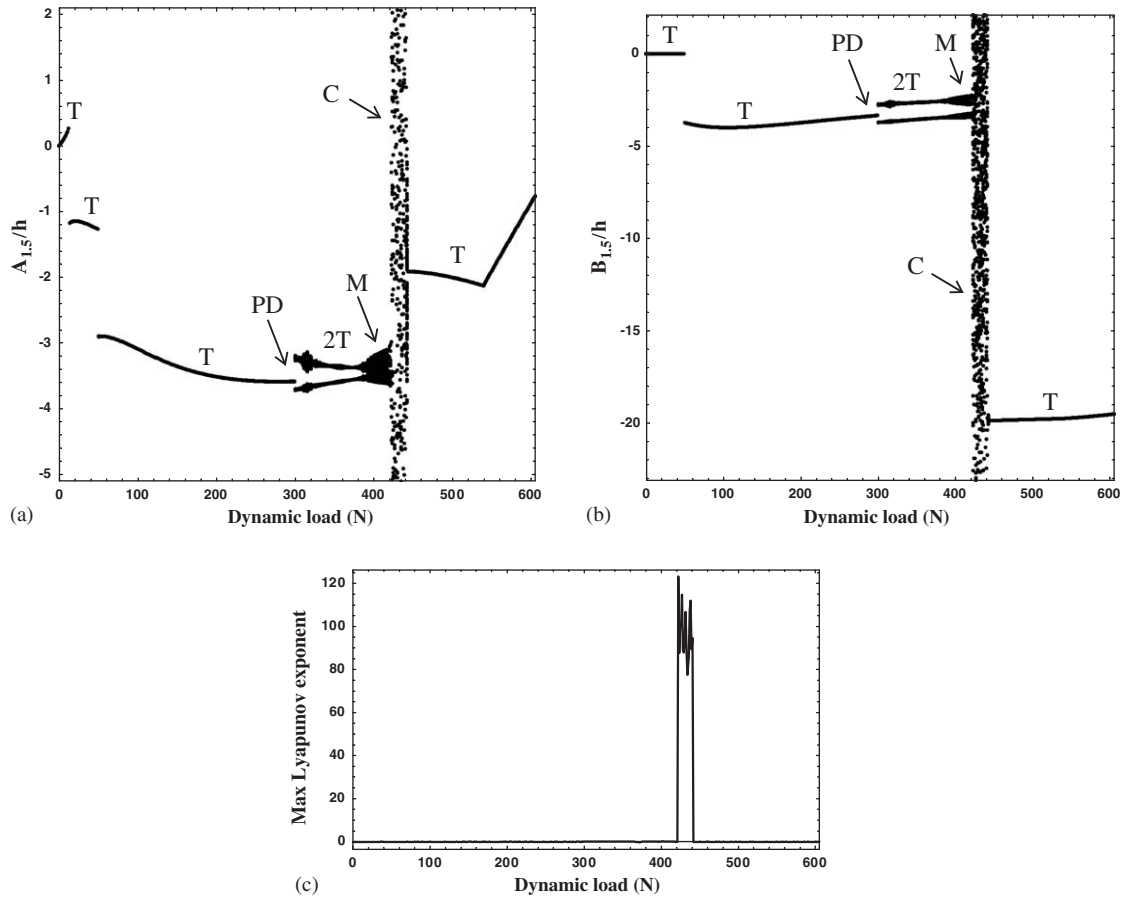 2
1
0
-1
-2
-3
-4
-5
A1.5/h
T
T
T
PD
2T
M
C
T
0 100 200 300 400 500 600
Dynamic load (N)
(a)
0
-5
-10
-15
-20
B1.5/h
T
T
PD
2T
M
C
T
0 100 200 300 400 500 600
Dynamic load (N)
(b)
120
100
80
60
40
20
0
Max Lyapunov exponent
0 100 200 300 400 500 600
Dynamic load (N)
(c)